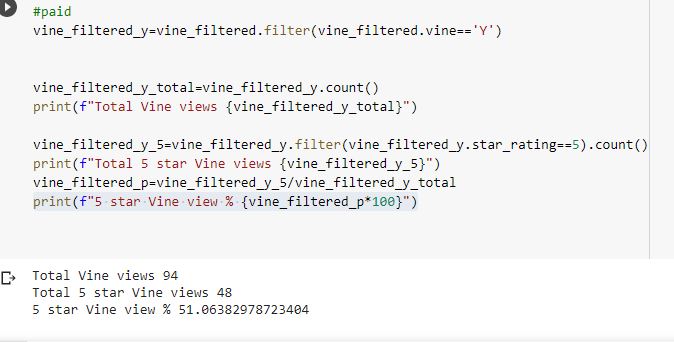 #paid
vine_filtered_y=vine_filtered.filter(vine_filtered.vine=='Y')
vine_filtered_y_total=vine_filtered_y.count()
print(f"Total Vine views {vine_filtered_y_total}")
vine_filtered_y_5=vine_filtered_y.filter(vine_filtered_y.star_rating==5).count()
print(f"Total 5 star Vine views {vine_filtered_y_5}")
vine_filtered_p=vine_filtered_y_5/vine_filtered_y_total
print(f"5 star Vine view % {vine_filtered_p*100}")
Total Vine views 94
Total 5 star Vine views 48
5 star Vine view % 51.06382978723404